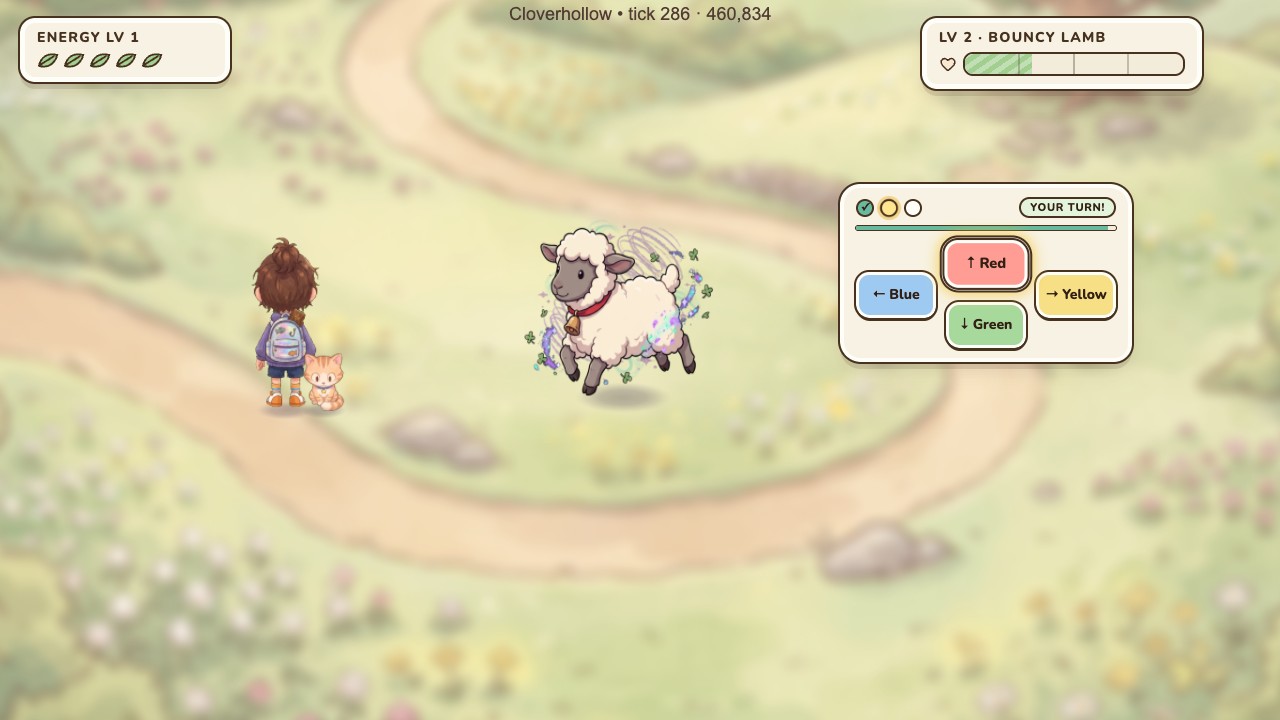 Cloverhollow • tick 286 · 460,834
ENERGY LV 1
LV 2 · BOUNCY LAMB
YOUR TURN!
↑ Red
← Blue
→ Yellow
↓ Green